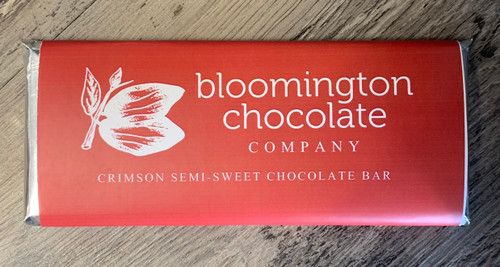 bloomington
chocolate
COMPANY
CRIMSON SEMI-SWEET CHOCOLATE BAR